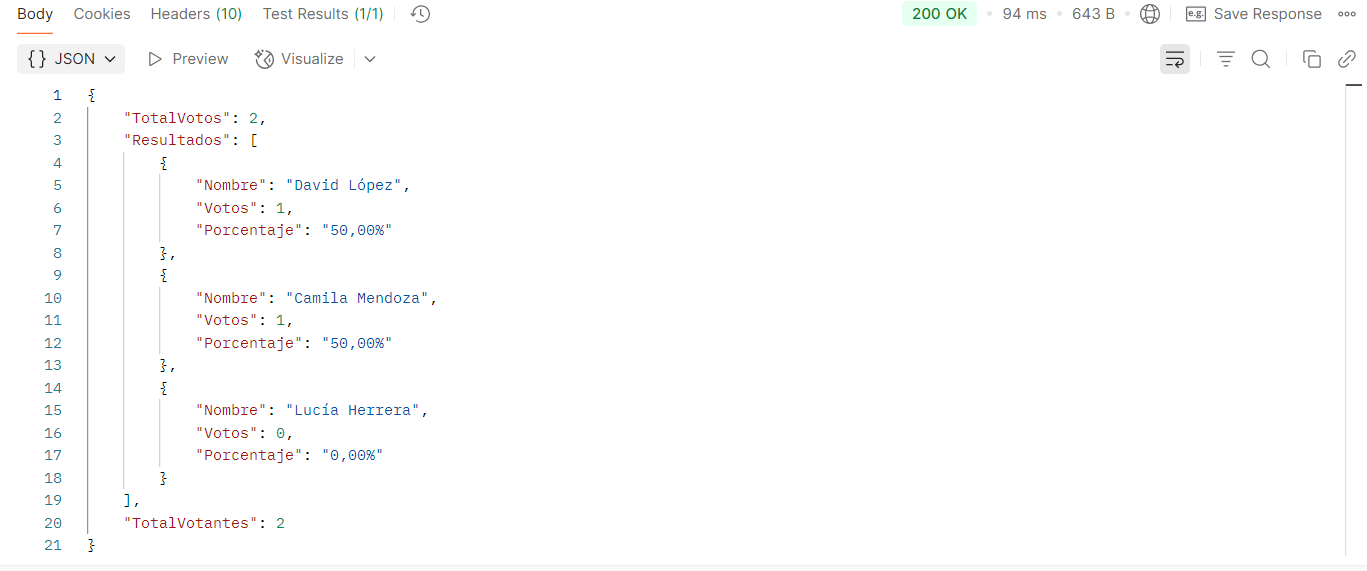 Body Cookies Headers (10) Test Results (1/1) 200 OK 94 ms 643 B e.g. Save Response
{} JSON Preview Visualize
1 {
2 "TotalVotos": 2,
3 "Resultados": [
4 {
5 "Nombre": "David López",
6 "Votos": 1,
7 "Porcentaje": "50,00%"
8 },
9 {
10 "Nombre": "Camila Mendoza",
11 "Votos": 1,
12 "Porcentaje": "50,00%"
13 },
14 {
15 "Nombre": "Lucía Herrera",
16 "Votos": 0,
17 "Porcentaje": "0,00%"
18 }
19 ],
20 "TotalVotantes": 2
21 }